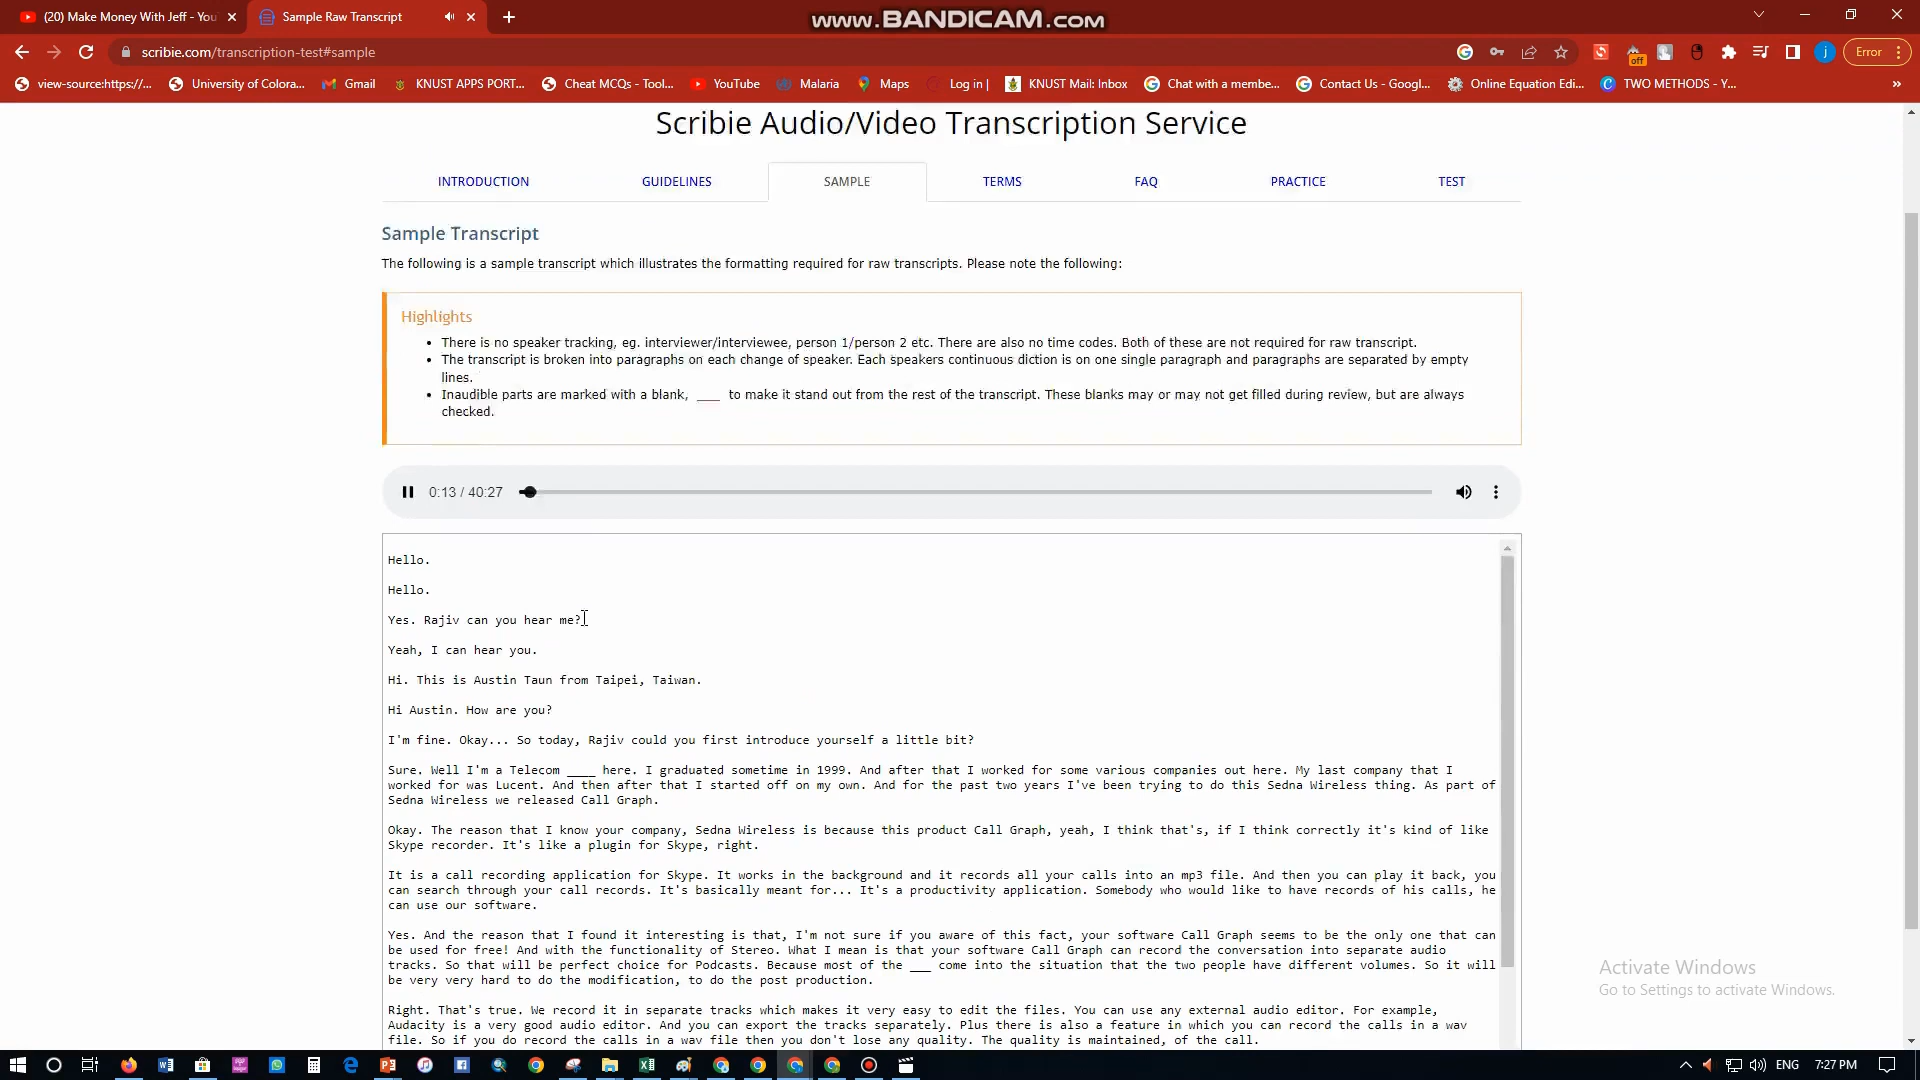 (20) Make Money With Jeff - You
Sample Raw Transcript
www.BANDICAM.com
scribie.com/transcription-test#sample
Error
off
j
view-source:https://...
University of Colora...
Gmail
KNUST APPS PORT...
Cheat MCQs - Tool...
YouTube
Malaria
Maps
Log in |
KNUST Mail: Inbox
Chat with a membe...
Contact Us - Googl...
Online Equation Edi...
TWO METHODS - Y...
»
Scribie Audio/Video Transcription Service
INTRODUCTION
GUIDELINES
SAMPLE
TERMS
FAQ
PRACTICE
TEST
Sample Transcript
The following is a sample transcript which illustrates the formatting required for raw transcripts. Please note the following:
Highlights
• There is no speaker tracking, eg. interviewer/interviewee, person 1/person 2 etc. There are also no time codes. Both of these are not required for raw transcript.
• The transcript is broken into paragraphs on each change of speaker. Each speakers continuous diction is on one single paragraph and paragraphs are separated by empty
lines.
• Inaudible parts are marked with a blank, ___ to make it stand out from the rest of the transcript. These blanks may or may not get filled during review, but are always
checked.
0:13 / 40:27
Hello.
Hello.
Yes. Rajiv can you hear me?
Yeah, I can hear you.
Hi. This is Austin Taun from Taipei, Taiwan.
Hi Austin. How are you?
I'm fine. Okay... So today, Rajiv could you first introduce yourself a little bit?
Sure. Well I'm a Telecom ____ here. I graduated sometime in 1999. And after that I worked for some various companies out here. My last company that I
worked for was Lucent. And then after that I started off on my own. And for the past two years I've been trying to do this Sedna Wireless thing. As part of
Sedna Wireless we released Call Graph.
Okay. The reason that I know your company, Sedna Wireless is because this product Call Graph, yeah, I think that's, if I think correctly it's kind of like
Skype recorder. It's like a plugin for Skype, right.
It is a call recording application for Skype. It works in the background and it records all your calls into an mp3 file. And then you can play it back, you
can search through your call records. It's basically meant for... It's a productivity application. Somebody who would like to have records of his calls, he
can use our software.
Yes. And the reason that I found it interesting is that, I'm not sure if you aware of this fact, your software Call Graph seems to be the only one that can
be used for free! And with the functionality of Stereo. What I mean is that your software Call Graph can record the conversation into separate audio
tracks. So that will be perfect choice for Podcasts. Because most of the ___ come into the situation that the two people have different volumes. So it will
be very very hard to do the modification, to do the post production.
Right. That's true. We record it in separate tracks which makes it very easy to edit the files. You can use any external audio editor. For example,
Audacity is a very good audio editor. And you can export the tracks separately. Plus there is also a feature in which you can record the calls in a wav
file. So if you do record the calls in a wav file then you don't lose any quality. The quality is maintained, of the call.
Activate Windows
Go to Settings to activate Windows.
ENG
7:27 PM